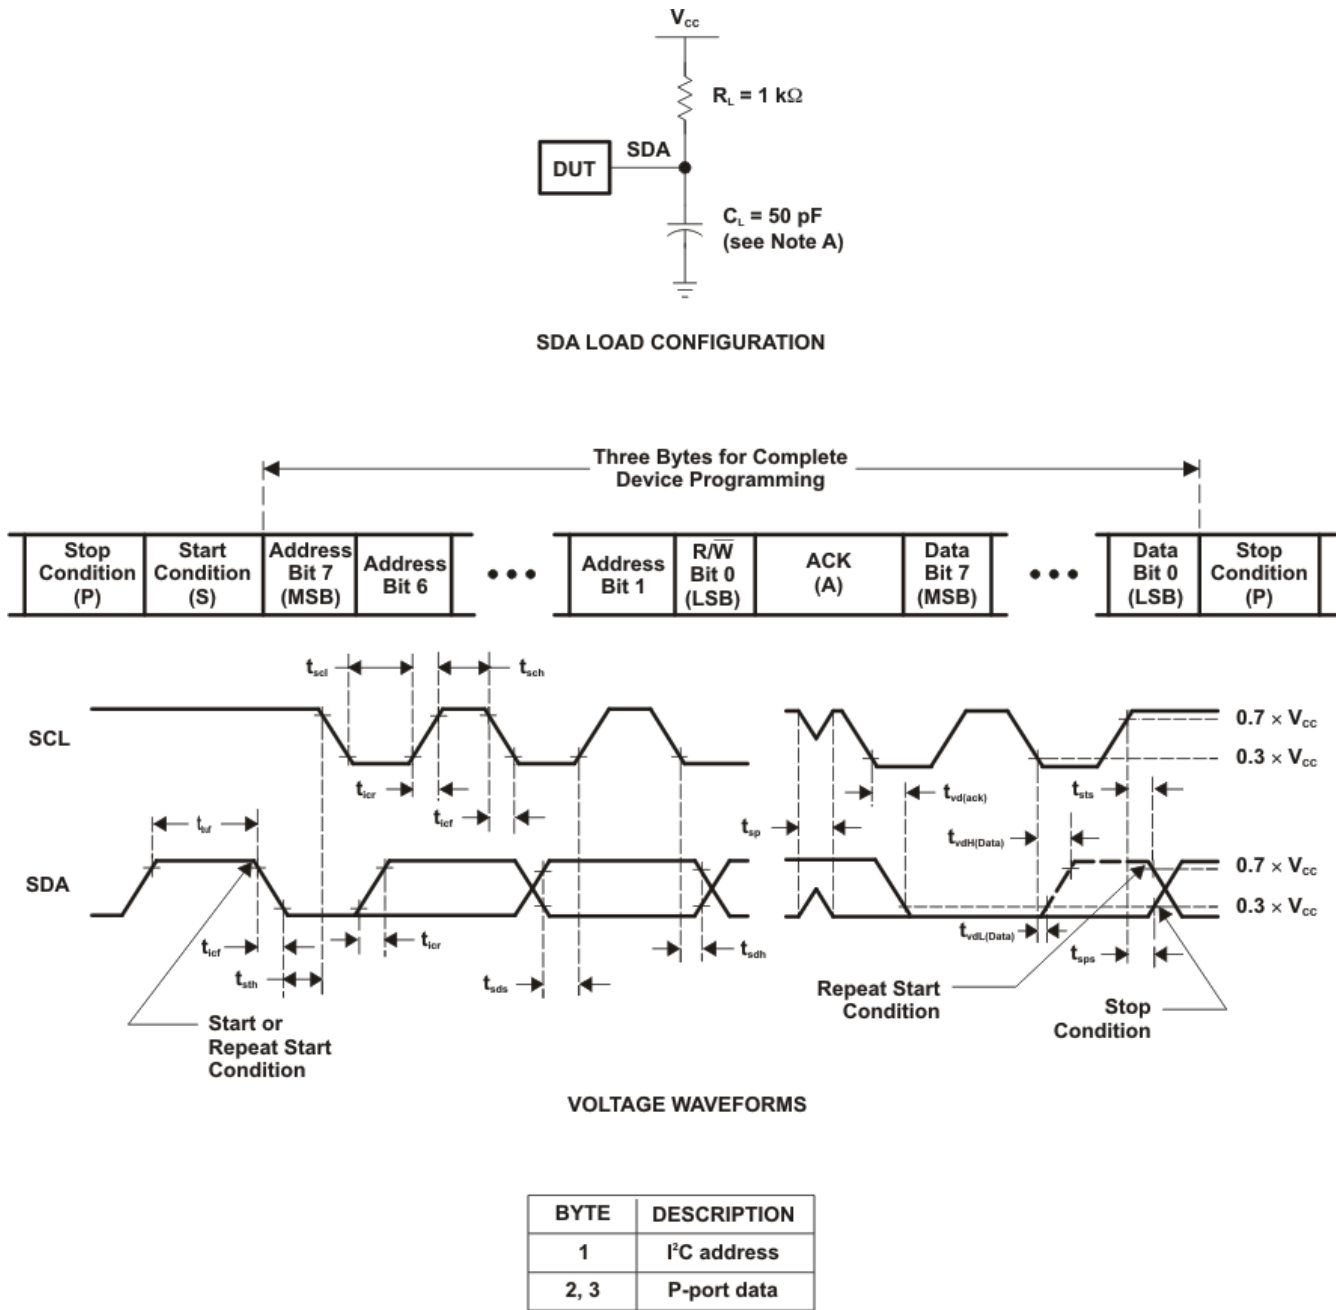 Vcc
RL = 1 kΩ
SDA
DUT
CL = 50 pF
(see Note A)
SDA LOAD CONFIGURATION
Three Bytes for Complete
Device Programming
Stop
Condition
(P)
Start
Condition
(S)
Address
Bit 7
(MSB)
Address
Bit 6
•••
Address
Bit 1
R/W̅
Bit 0
(LSB)
ACK
(A)
Data
Bit 7
(MSB)
•••
Data
Bit 0
(LSB)
Stop
Condition
(P)
tscl
tsch
SCL
0.7 × Vcc
0.3 × Vcc
ticr
ticf
tvd(ack)
tsts
tsp
tvdH(Data)
tbuf
SDA
0.7 × Vcc
0.3 × Vcc
ticf
ticr
tsth
tsds
tsdh
tvdL(Data)
tsps
Start or
Repeat Start
Condition
Repeat Start
Condition
Stop
Condition
VOLTAGE WAVEFORMS
BYTE DESCRIPTION
1 I²C address
2, 3 P-port data